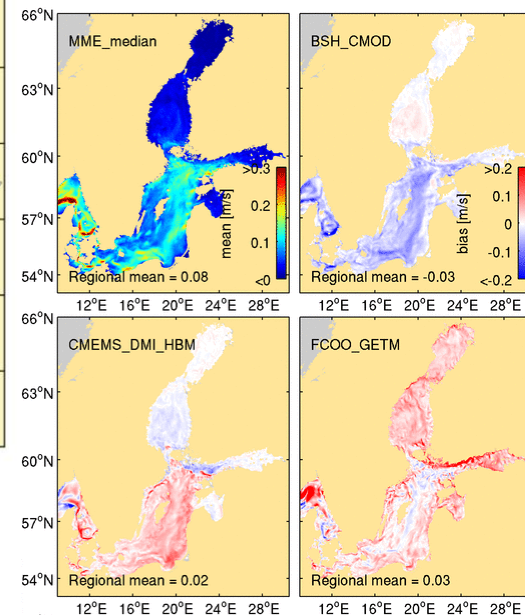 66°N
MME_median
BSH_CMOD
63°N
60°N
>0.3
>0.2
0.2
0.1
mean [m/s]
bias [m/s]
0
57°N
0.1
-0.1
54°N
<0
<-0.2
Regional mean = 0.08
Regional mean = -0.03
12°E 16°E 20°E 24°E 28°E
12°E 16°E 20°E 24°E 28°E
66°N
CMEMS_DMI_HBM
FCOO_GETM
63°N
60°N
57°N
54°N
Regional mean = 0.02
Regional mean = 0.03
12°E 16°E 20°E 24°E 28°E
12°E 16°E 20°E 24°E 28°E